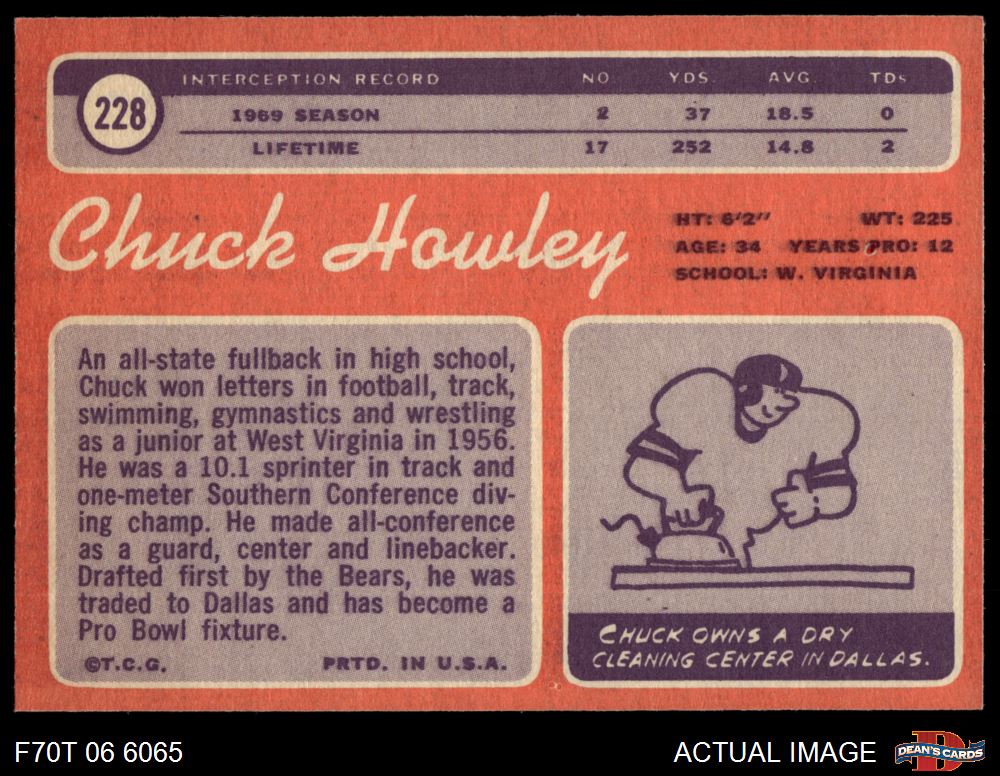 228
INTERCEPTION RECORD NO. YDS. AVG. TDs
1969 SEASON 2 37 18.5 0
LIFETIME 17 252 14.8 2
Chuck Howley
HT: 6'2" WT: 225
AGE: 34 YEARS PRO: 12
SCHOOL: W. VIRGINIA
An all-state fullback in high school,
Chuck won letters in football, track,
swimming, gymnastics and wrestling
as a junior at West Virginia in 1956.
He was a 10.1 sprinter in track and
one-meter Southern Conference div-
ing champ. He made all-conference
as a guard, center and linebacker.
Drafted first by the Bears, he was
traded to Dallas and has become a
Pro Bowl fixture.
©T.C.G. PRTD. IN U.S.A.
CHUCK OWNS A DRY
CLEANING CENTER IN DALLAS.
F70T 06 6065 ACTUAL IMAGE
D
DEAN'S CARDS